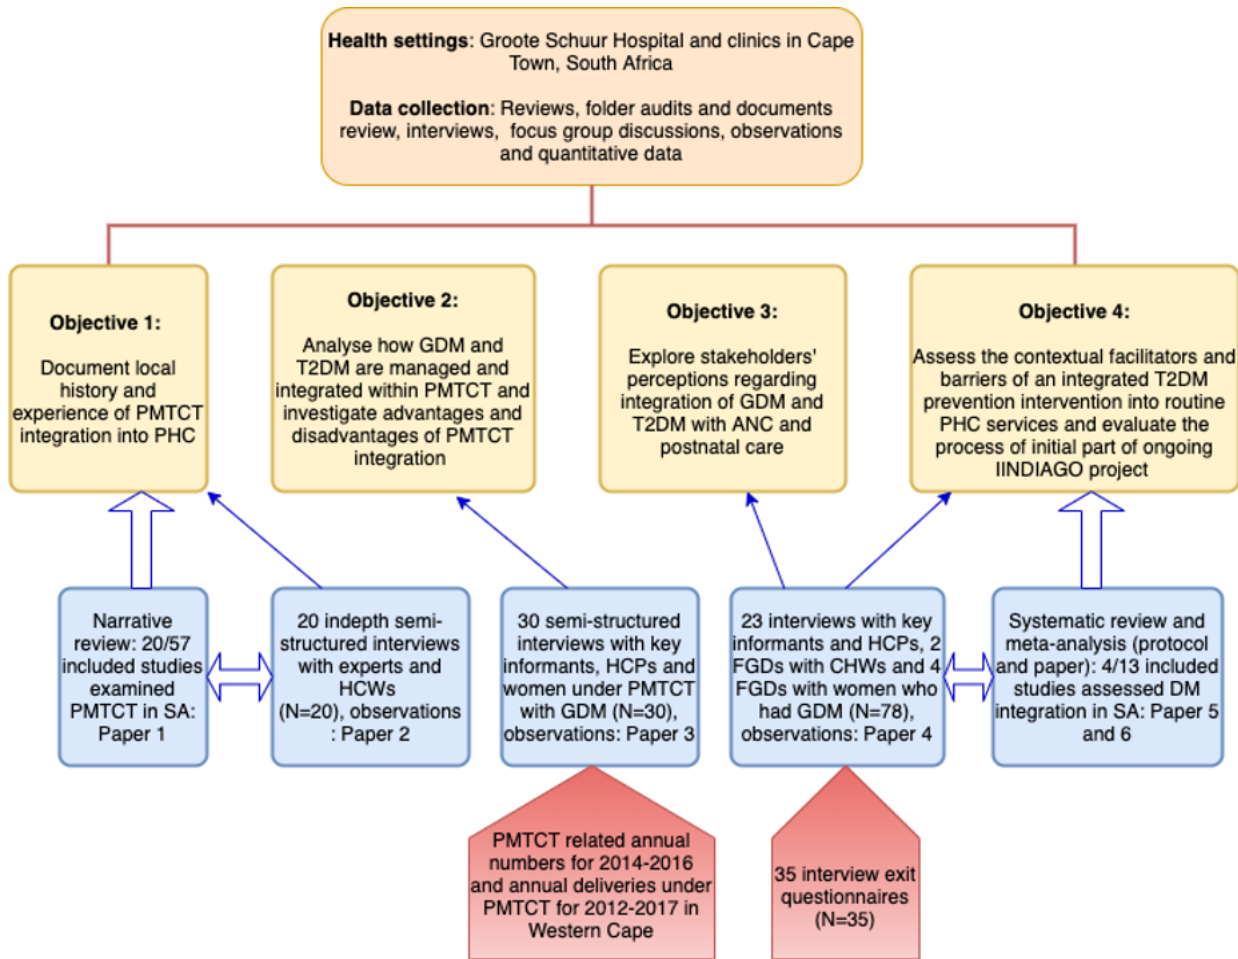 Health settings: Groote Schuur Hospital and clinics in Cape
Town, South Africa
Data collection: Reviews, folder audits and documents
review, interviews, focus group discussions, observations
and quantitative data
Objective 1:
Document local
history and
experience of PMTCT
integration into PHC
Objective 2:
Analyse how GDM and
T2DM are managed and
integrated within PMTCT and
investigate advantages and
disadvantages of PMTCT
integration
Objective 3:
Explore stakeholders'
perceptions regarding
integration of GDM and
T2DM with ANC and
postnatal care
Objective 4:
Assess the contextual facilitators and
barriers of an integrated T2DM
prevention intervention into routine
PHC services and evaluate the
process of initial part of ongoing
IINDIAGO project
Narrative
review: 20/57
included studies
examined
PMTCT in SA:
Paper 1
20 indepth semi-
structured interviews
with experts and
HCWs
(N=20), observations
: Paper 2
30 semi-structured
interviews with key
informants, HCPs and
women under PMTCT
with GDM (N=30),
observations: Paper 3
23 interviews with key
informants and HCPs, 2
FGDs with CHWs and 4
FGDs with women who
had GDM (N=78),
observations: Paper 4
Systematic review and
meta-analysis (protocol
and paper): 4/13 included
studies assessed DM
integration in SA: Paper 5
and 6
PMTCT related annual
numbers for 2014-2016
and annual deliveries under
PMTCT for 2012-2017 in
Western Cape
35 interview exit
questionnaires
(N=35)